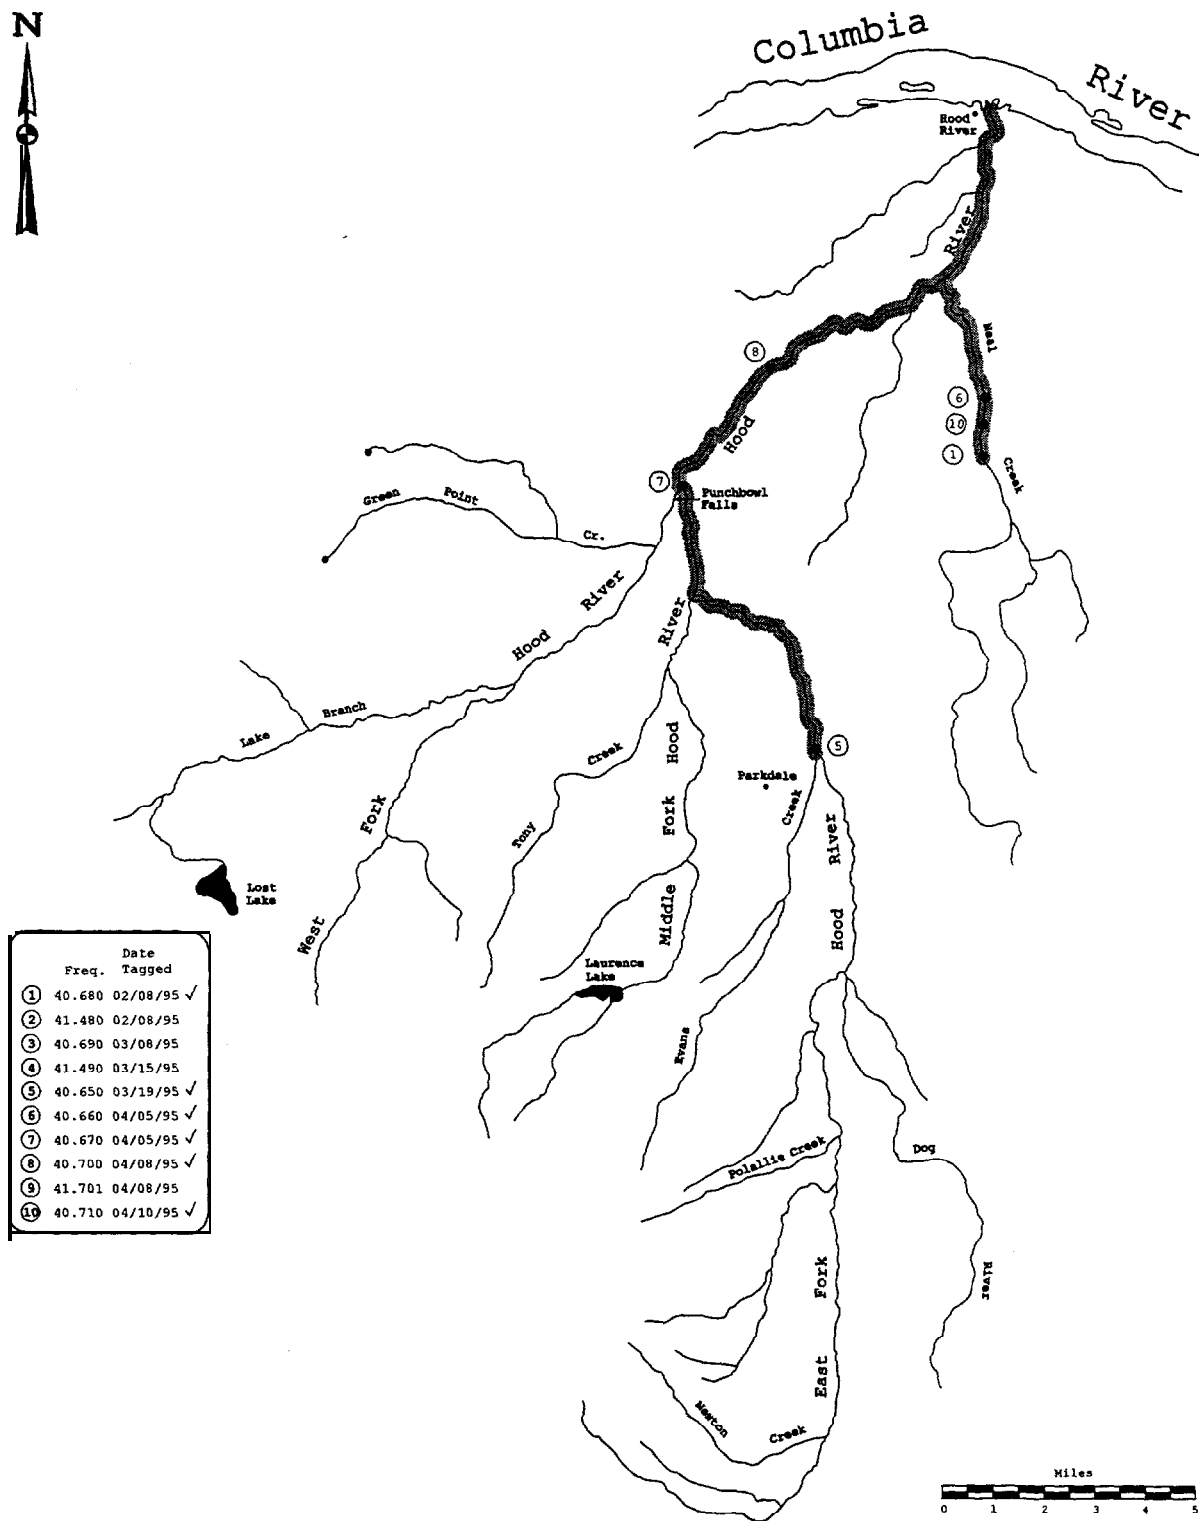 N
Columbia River
Hood
River
River
Neal
8
6
10
1
Hood
Creek
7
Punchbowl
Falls
Green Point
Cr.
River
River
Hood
Branch
Lake
Hood
5
Creek
Parkdale
Creek
Fork
Fork
River
Tony
Lost
Lake
Middle
Hood
West
Laurence
Lake
Evans
Date
Freq. Tagged
1 40.680 02/08/95 ✓
2 41.480 02/08/95
3 40.690 03/08/95
4 41.490 03/15/95
5 40.650 03/19/95 ✓
6 40.660 04/05/95 ✓
7 40.670 04/05/95 ✓
8 40.700 04/08/95 ✓
9 41.701 04/08/95
10 40.710 04/10/95 ✓
Polallie Creek
Dog
River
Fork
East
Newton
Creek
Miles
0 1 2 3 4 5